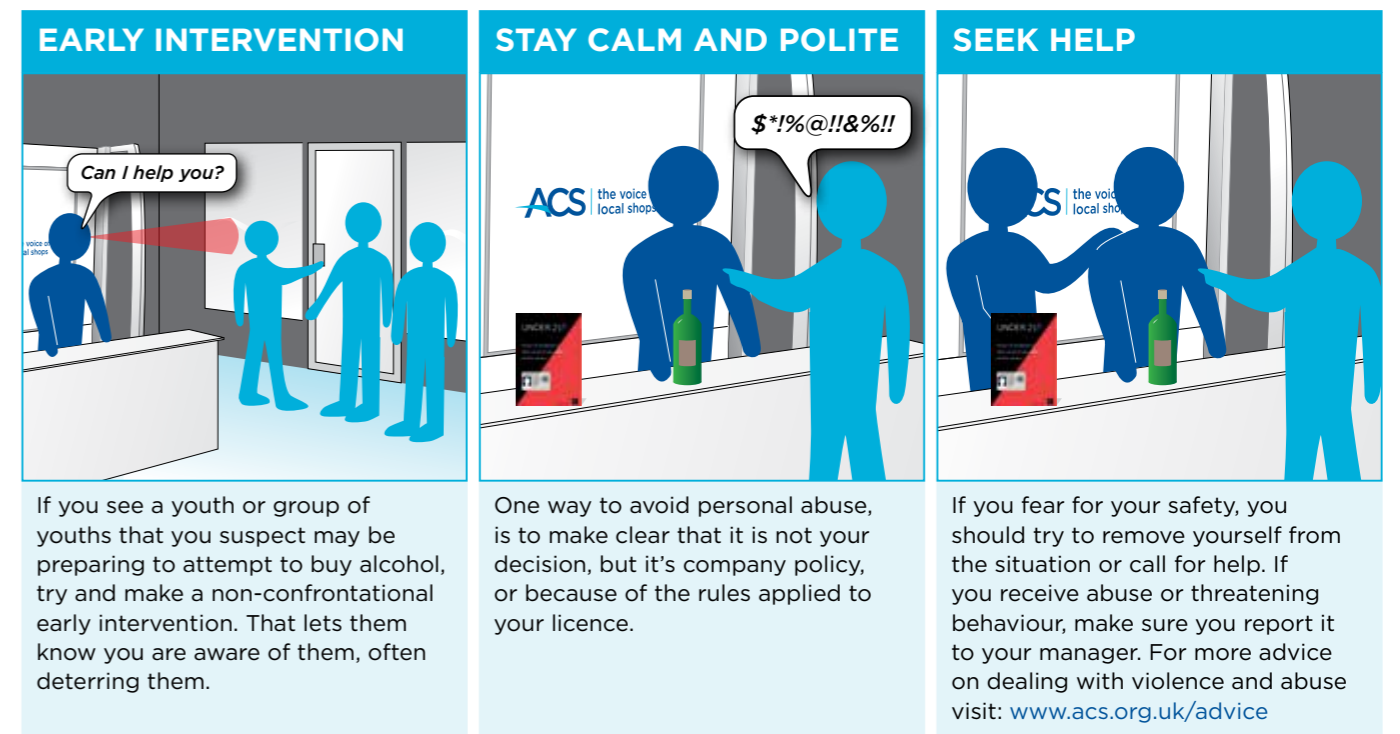 EARLY INTERVENTION
Can I help you?
voice of
al shops
If you see a youth or group of
youths that you suspect may be
preparing to attempt to buy alcohol,
try and make a non-confrontational
early intervention. That lets them
know you are aware of them, often
deterring them.
STAY CALM AND POLITE
$*!%@!!&%!!
ACS the voice
local shops
UNDER 21?
One way to avoid personal abuse,
is to make clear that it is not your
decision, but it’s company policy,
or because of the rules applied to
your licence.
SEEK HELP
CS the voic
local sho
UNDER 21?
If you fear for your safety, you
should try to remove yourself from
the situation or call for help. If
you receive abuse or threatening
behaviour, make sure you report it
to your manager. For more advice
on dealing with violence and abuse
visit: www.acs.org.uk/advice